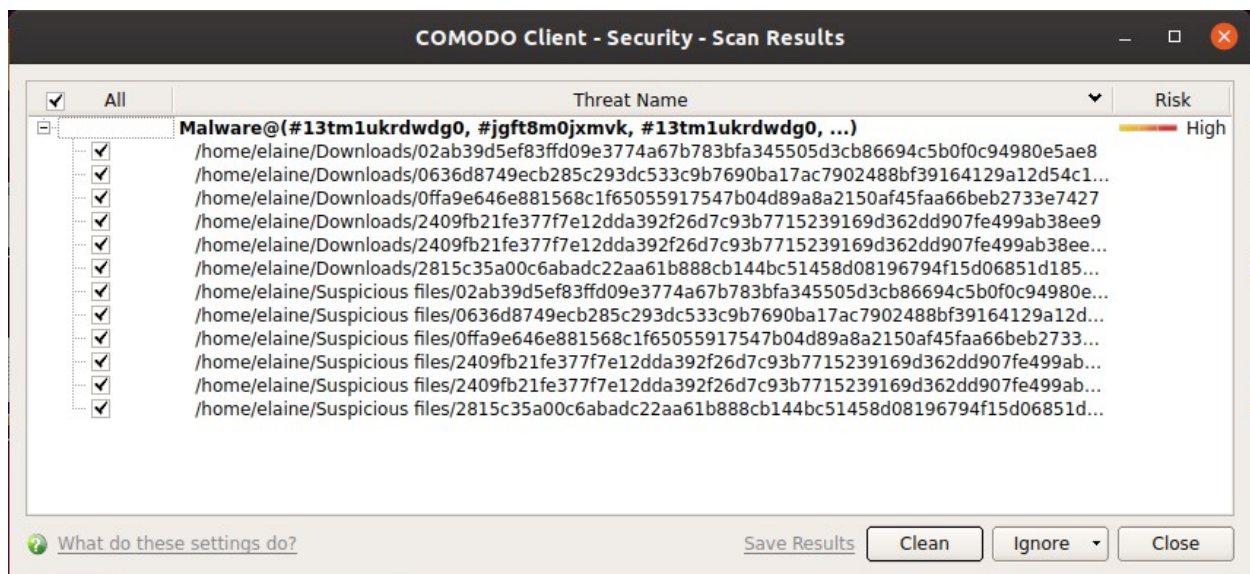 COMODO Client - Security - Scan Results
All Threat Name Risk
Malware@(#13tm1ukrdwdg0, #jgft8m0jxmvk, #13tm1ukrdwdg0, ...) High
/home/elaine/Downloads/02ab39d5ef83ffd09e3774a67b783bfa345505d3cb86694c5b0f0c94980e5ae8
/home/elaine/Downloads/0636d8749ecb285c293dc533c9b7690ba17ac7902488bf39164129a12d54c1...
/home/elaine/Downloads/0ffa9e646e881568c1f65055917547b04d89a8a2150af45faa66beb2733e7427
/home/elaine/Downloads/2409fb21fe377f7e12dda392f26d7c93b7715239169d362dd907fe499ab38ee9
/home/elaine/Downloads/2409fb21fe377f7e12dda392f26d7c93b7715239169d362dd907fe499ab38ee...
/home/elaine/Downloads/2815c35a00c6abadc22aa61b888cb144bc51458d08196794f15d06851d185...
/home/elaine/Suspicious files/02ab39d5ef83ffd09e3774a67b783bfa345505d3cb86694c5b0f0c94980e...
/home/elaine/Suspicious files/0636d8749ecb285c293dc533c9b7690ba17ac7902488bf39164129a12d...
/home/elaine/Suspicious files/0ffa9e646e881568c1f65055917547b04d89a8a2150af45faa66beb2733...
/home/elaine/Suspicious files/2409fb21fe377f7e12dda392f26d7c93b7715239169d362dd907fe499ab...
/home/elaine/Suspicious files/2409fb21fe377f7e12dda392f26d7c93b7715239169d362dd907fe499ab...
/home/elaine/Suspicious files/2815c35a00c6abadc22aa61b888cb144bc51458d08196794f15d06851d...
What do these settings do? Save Results Clean Ignore Close